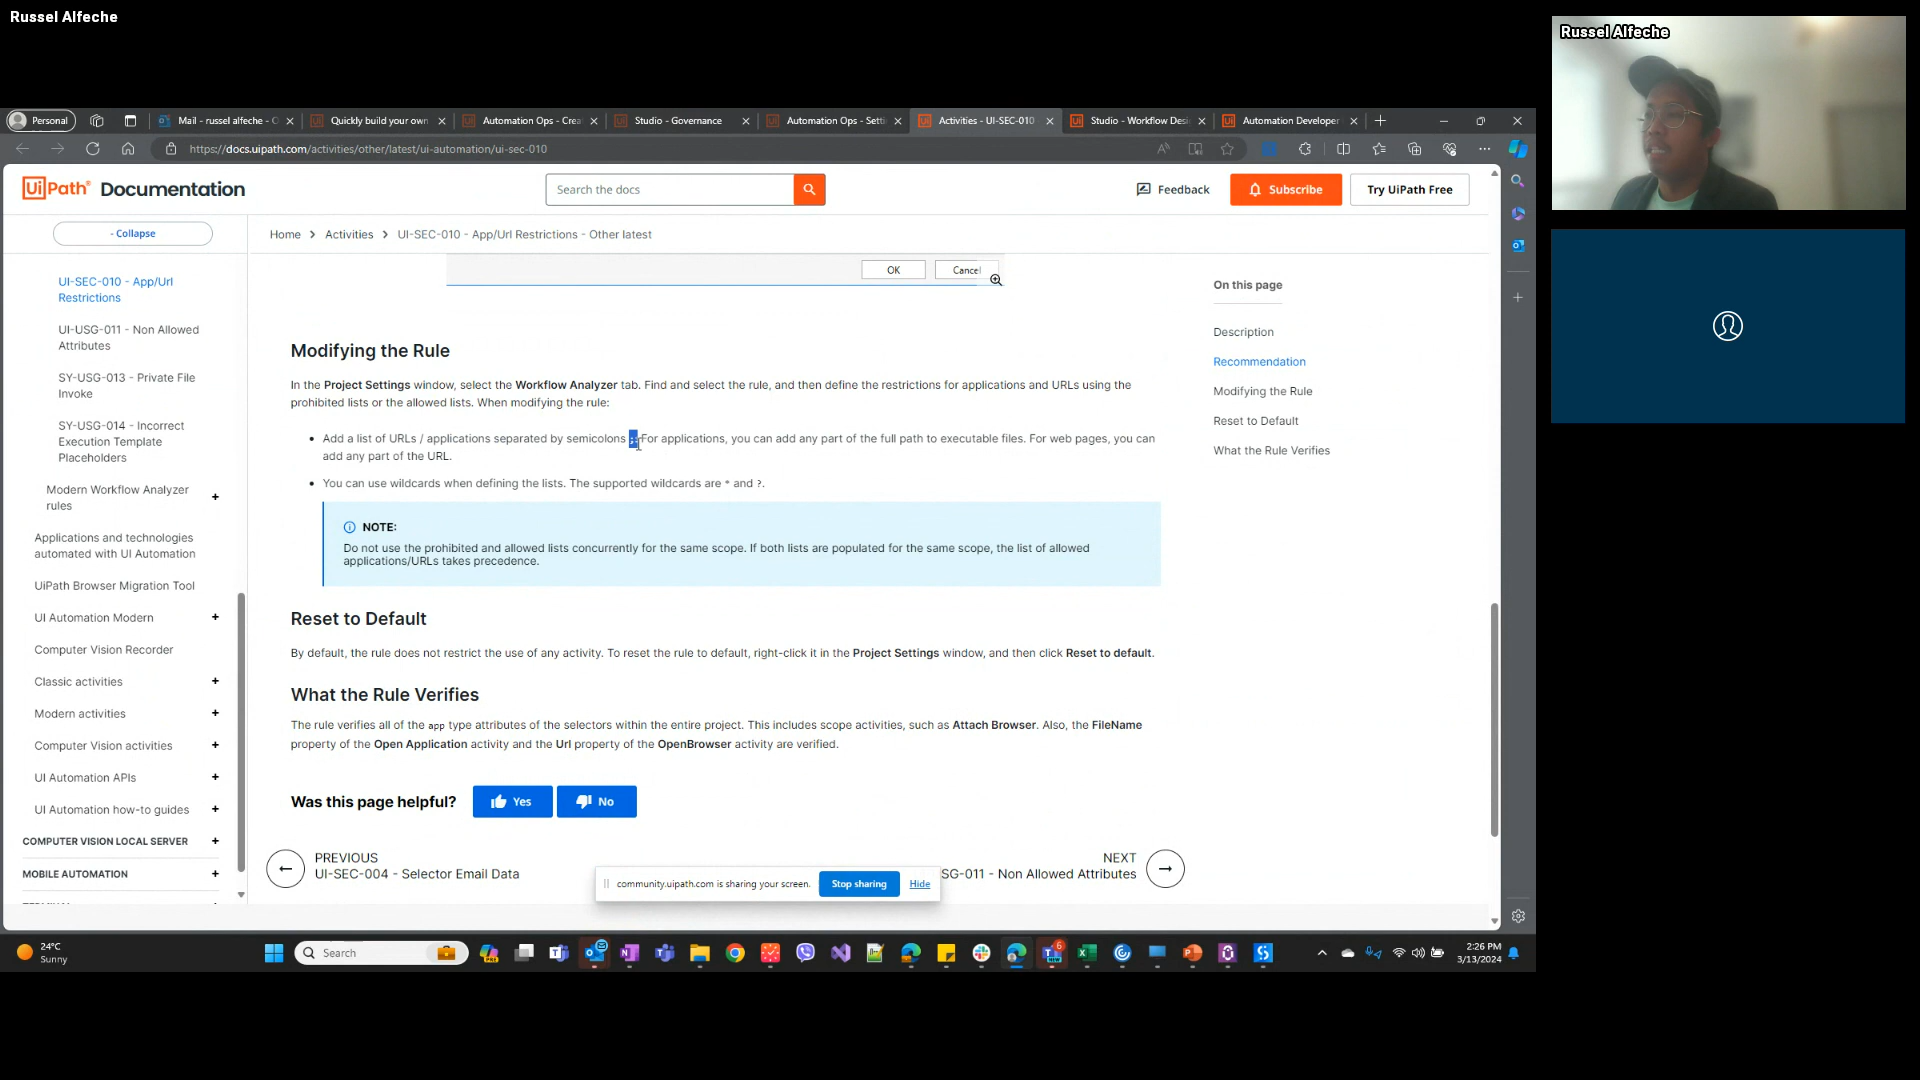 Russel Alfeche
Russel Alfeche
Personal
Mail - russel alfeche - O
Quickly build your own
Automation Ops - Crea
Studio - Governance
Automation Ops - Setti
Activities - UI-SEC-010
Studio - Workflow Desi
Automation Developer
https://docs.uipath.com/activities/other/latest/ui-automation/ui-sec-010
UiPath Documentation
Search the docs
Feedback
Subscribe
Try UiPath Free
- Collapse
Home > Activities > UI-SEC-010 - App/Url Restrictions - Other latest
UI-SEC-010 - App/Url
Restrictions
UI-USG-011 - Non Allowed
Attributes
SY-USG-013 - Private File
Invoke
SY-USG-014 - Incorrect
Execution Template
Placeholders
Modern Workflow Analyzer
rules
Applications and technologies
automated with UI Automation
UiPath Browser Migration Tool
UI Automation Modern
Computer Vision Recorder
Classic activities
Modern activities
Computer Vision activities
UI Automation APIs
UI Automation how-to guides
COMPUTER VISION LOCAL SERVER
MOBILE AUTOMATION
OK
Cancel
Modifying the Rule
In the Project Settings window, select the Workflow Analyzer tab. Find and select the rule, and then define the restrictions for applications and URLs using the
prohibited lists or the allowed lists. When modifying the rule:
• Add a list of URLs / applications separated by semicolons ;. For applications, you can add any part of the full path to executable files. For web pages, you can
add any part of the URL.
• You can use wildcards when defining the lists. The supported wildcards are * and ?.
NOTE:
Do not use the prohibited and allowed lists concurrently for the same scope. If both lists are populated for the same scope, the list of allowed
applications/URLs takes precedence.
Reset to Default
By default, the rule does not restrict the use of any activity. To reset the rule to default, right-click it in the Project Settings window, and then click Reset to default.
What the Rule Verifies
The rule verifies all of the app type attributes of the selectors within the entire project. This includes scope activities, such as Attach Browser. Also, the FileName
property of the Open Application activity and the Url property of the OpenBrowser activity are verified.
Was this page helpful?
Yes
No
PREVIOUS
UI-SEC-004 - Selector Email Data
NEXT
SG-011 - Non Allowed Attributes
community.uipath.com is sharing your screen.
Stop sharing
Hide
On this page
Description
Recommendation
Modifying the Rule
Reset to Default
What the Rule Verifies
24°C
Sunny
Search
6
2:26 PM
3/13/2024